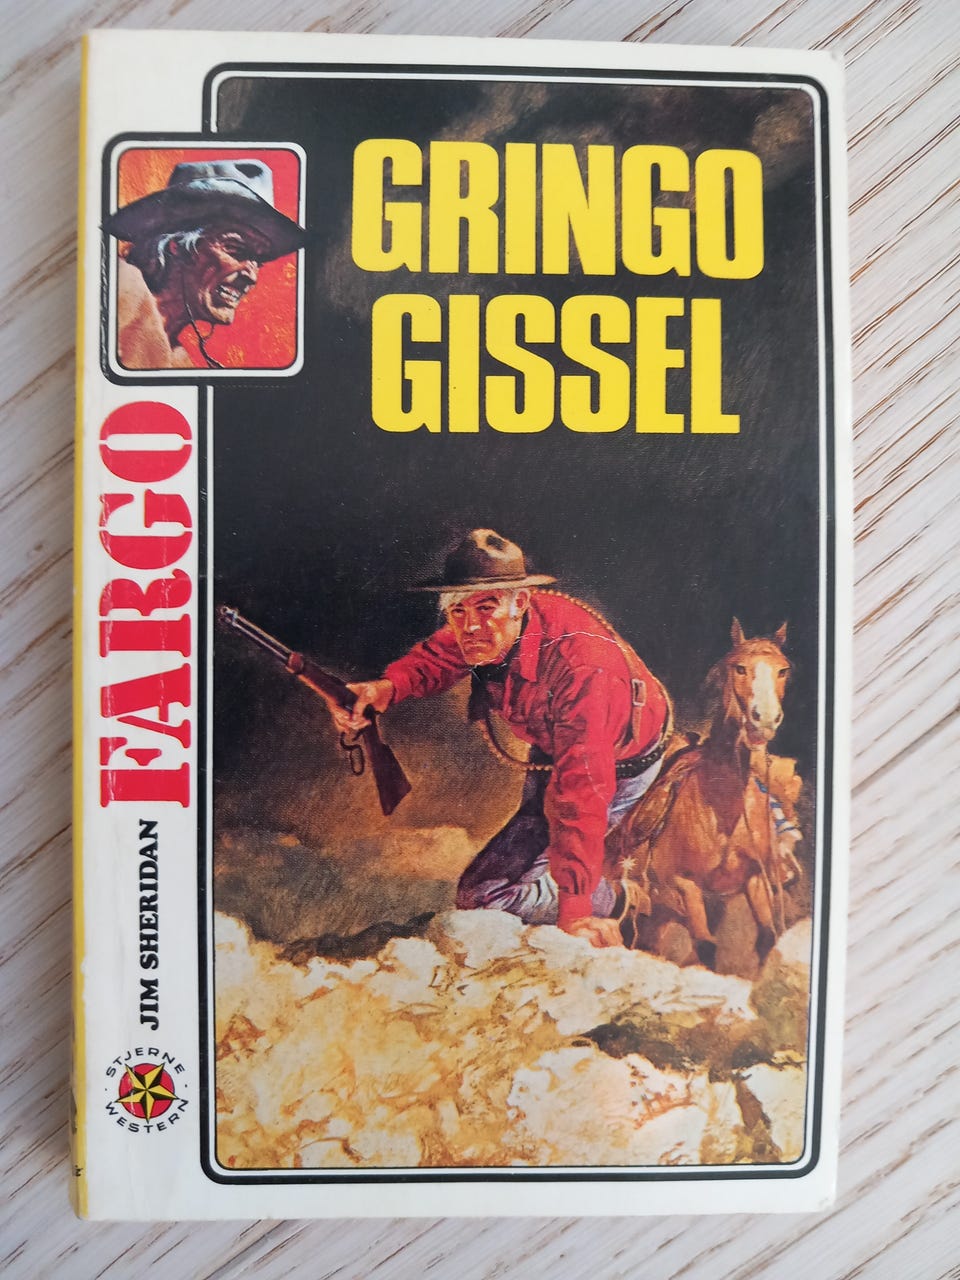 GRINGO
GISSEL
FARGO
JIM SHERIDAN
STJERNE
WESTERN